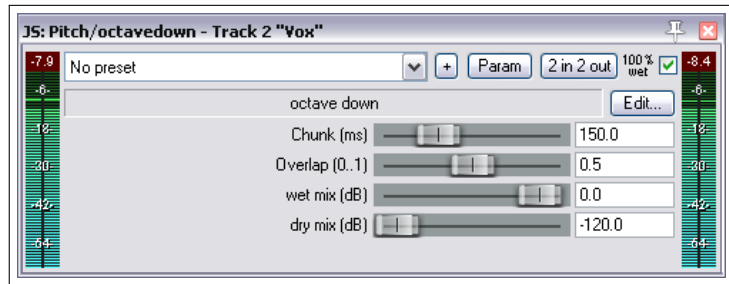 JS: Pitch/octavedown - Track 2 "Vox"
-7.9 No preset + Param 2 in 2 out 100% wet -8.4
-6- -6-
octave down Edit...
-18- Chunk (ms) 150.0 -18-
-30- Overlap (0..1) 0.5 -30-
-42- wet mix (dB) 0.0 -42-
dry mix (dB) -120.0
-64- -64-